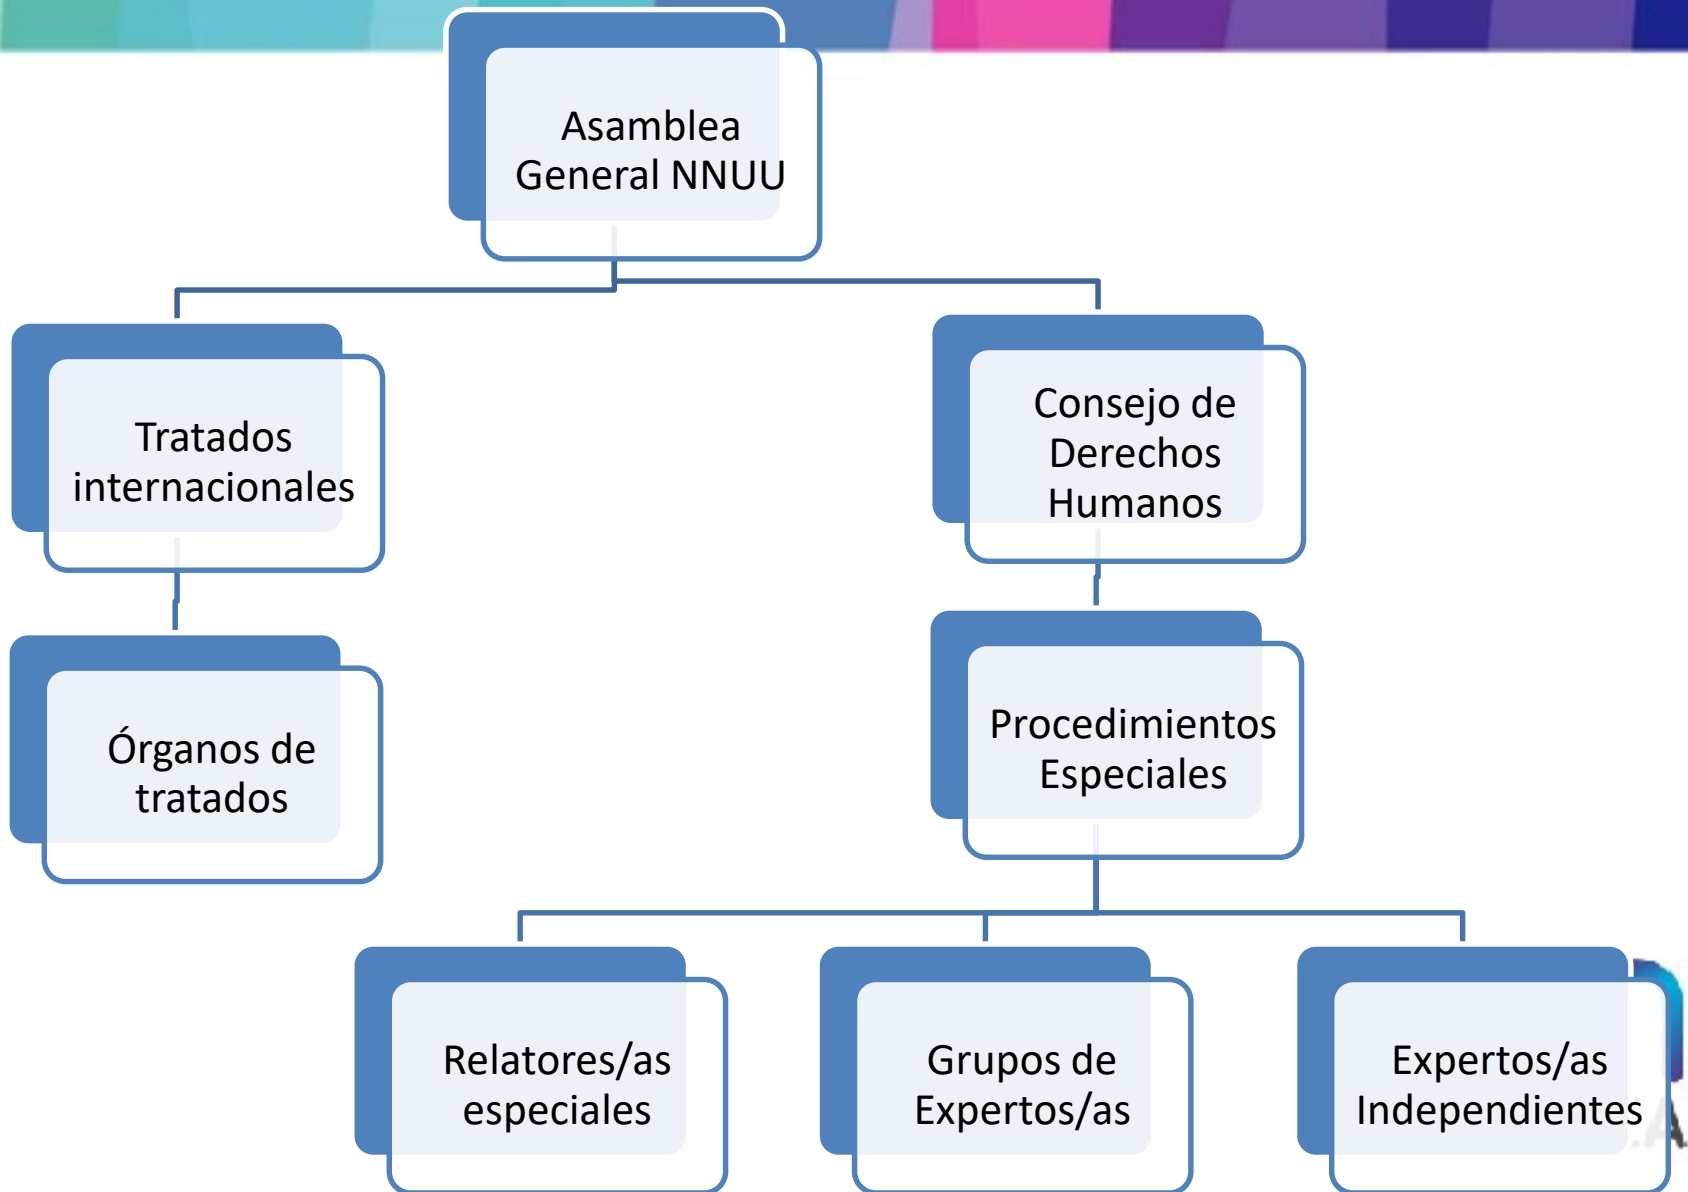 Asamblea
General NNUU
Tratados
internacionales
Consejo de
Derechos
Humanos
Órganos de
tratados
Procedimientos
Especiales
Relatores/as
especiales
Grupos de
Expertos/as
Expertos/as
Independientes